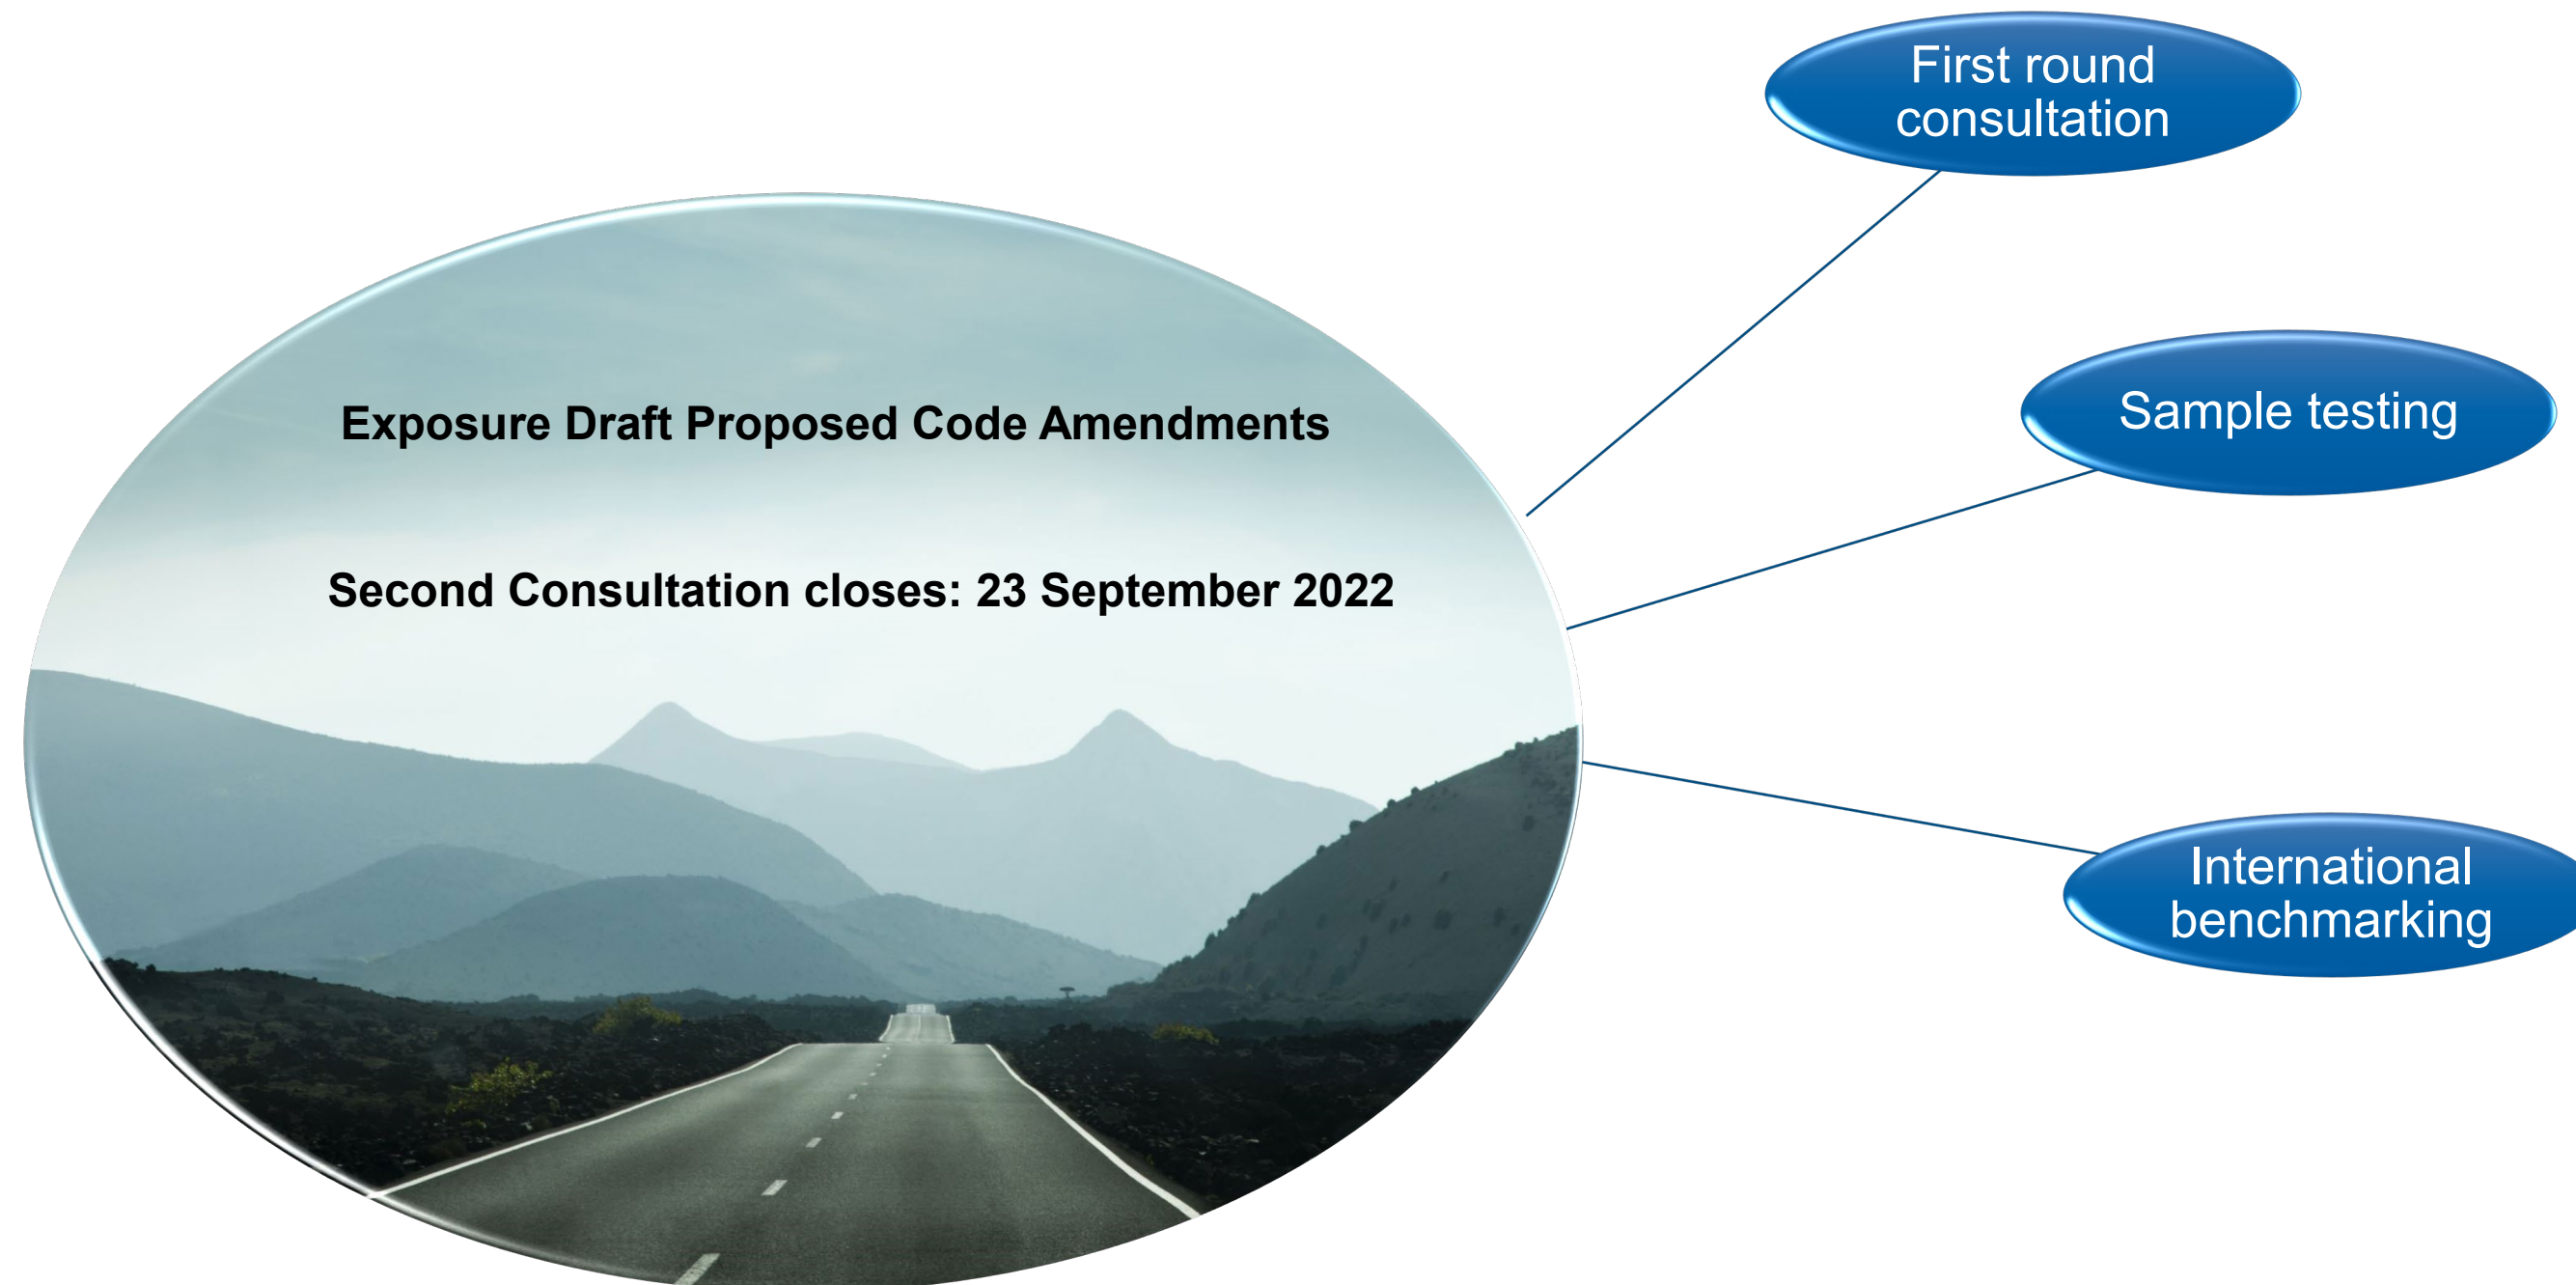 First round
consultation
Sample testing
Exposure Draft Proposed Code Amendments
Second Consultation closes: 23 September 2022
International
benchmarking